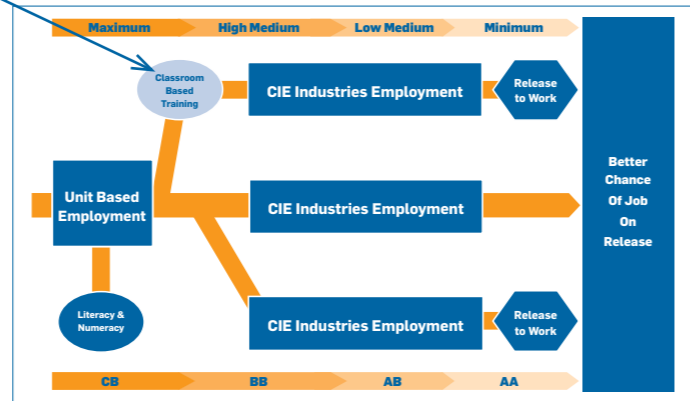 Maximum
High Medium
Low Medium
Minimum
Classroom
Based
Training
CIE Industries Employment
Release
to Work
Unit Based
Employment
CIE Industries Employment
Better
Chance
Of Job
On
Release
Literacy &
Numeracy
CIE Industries Employment
Release
to Work
CB
BB
AB
AA